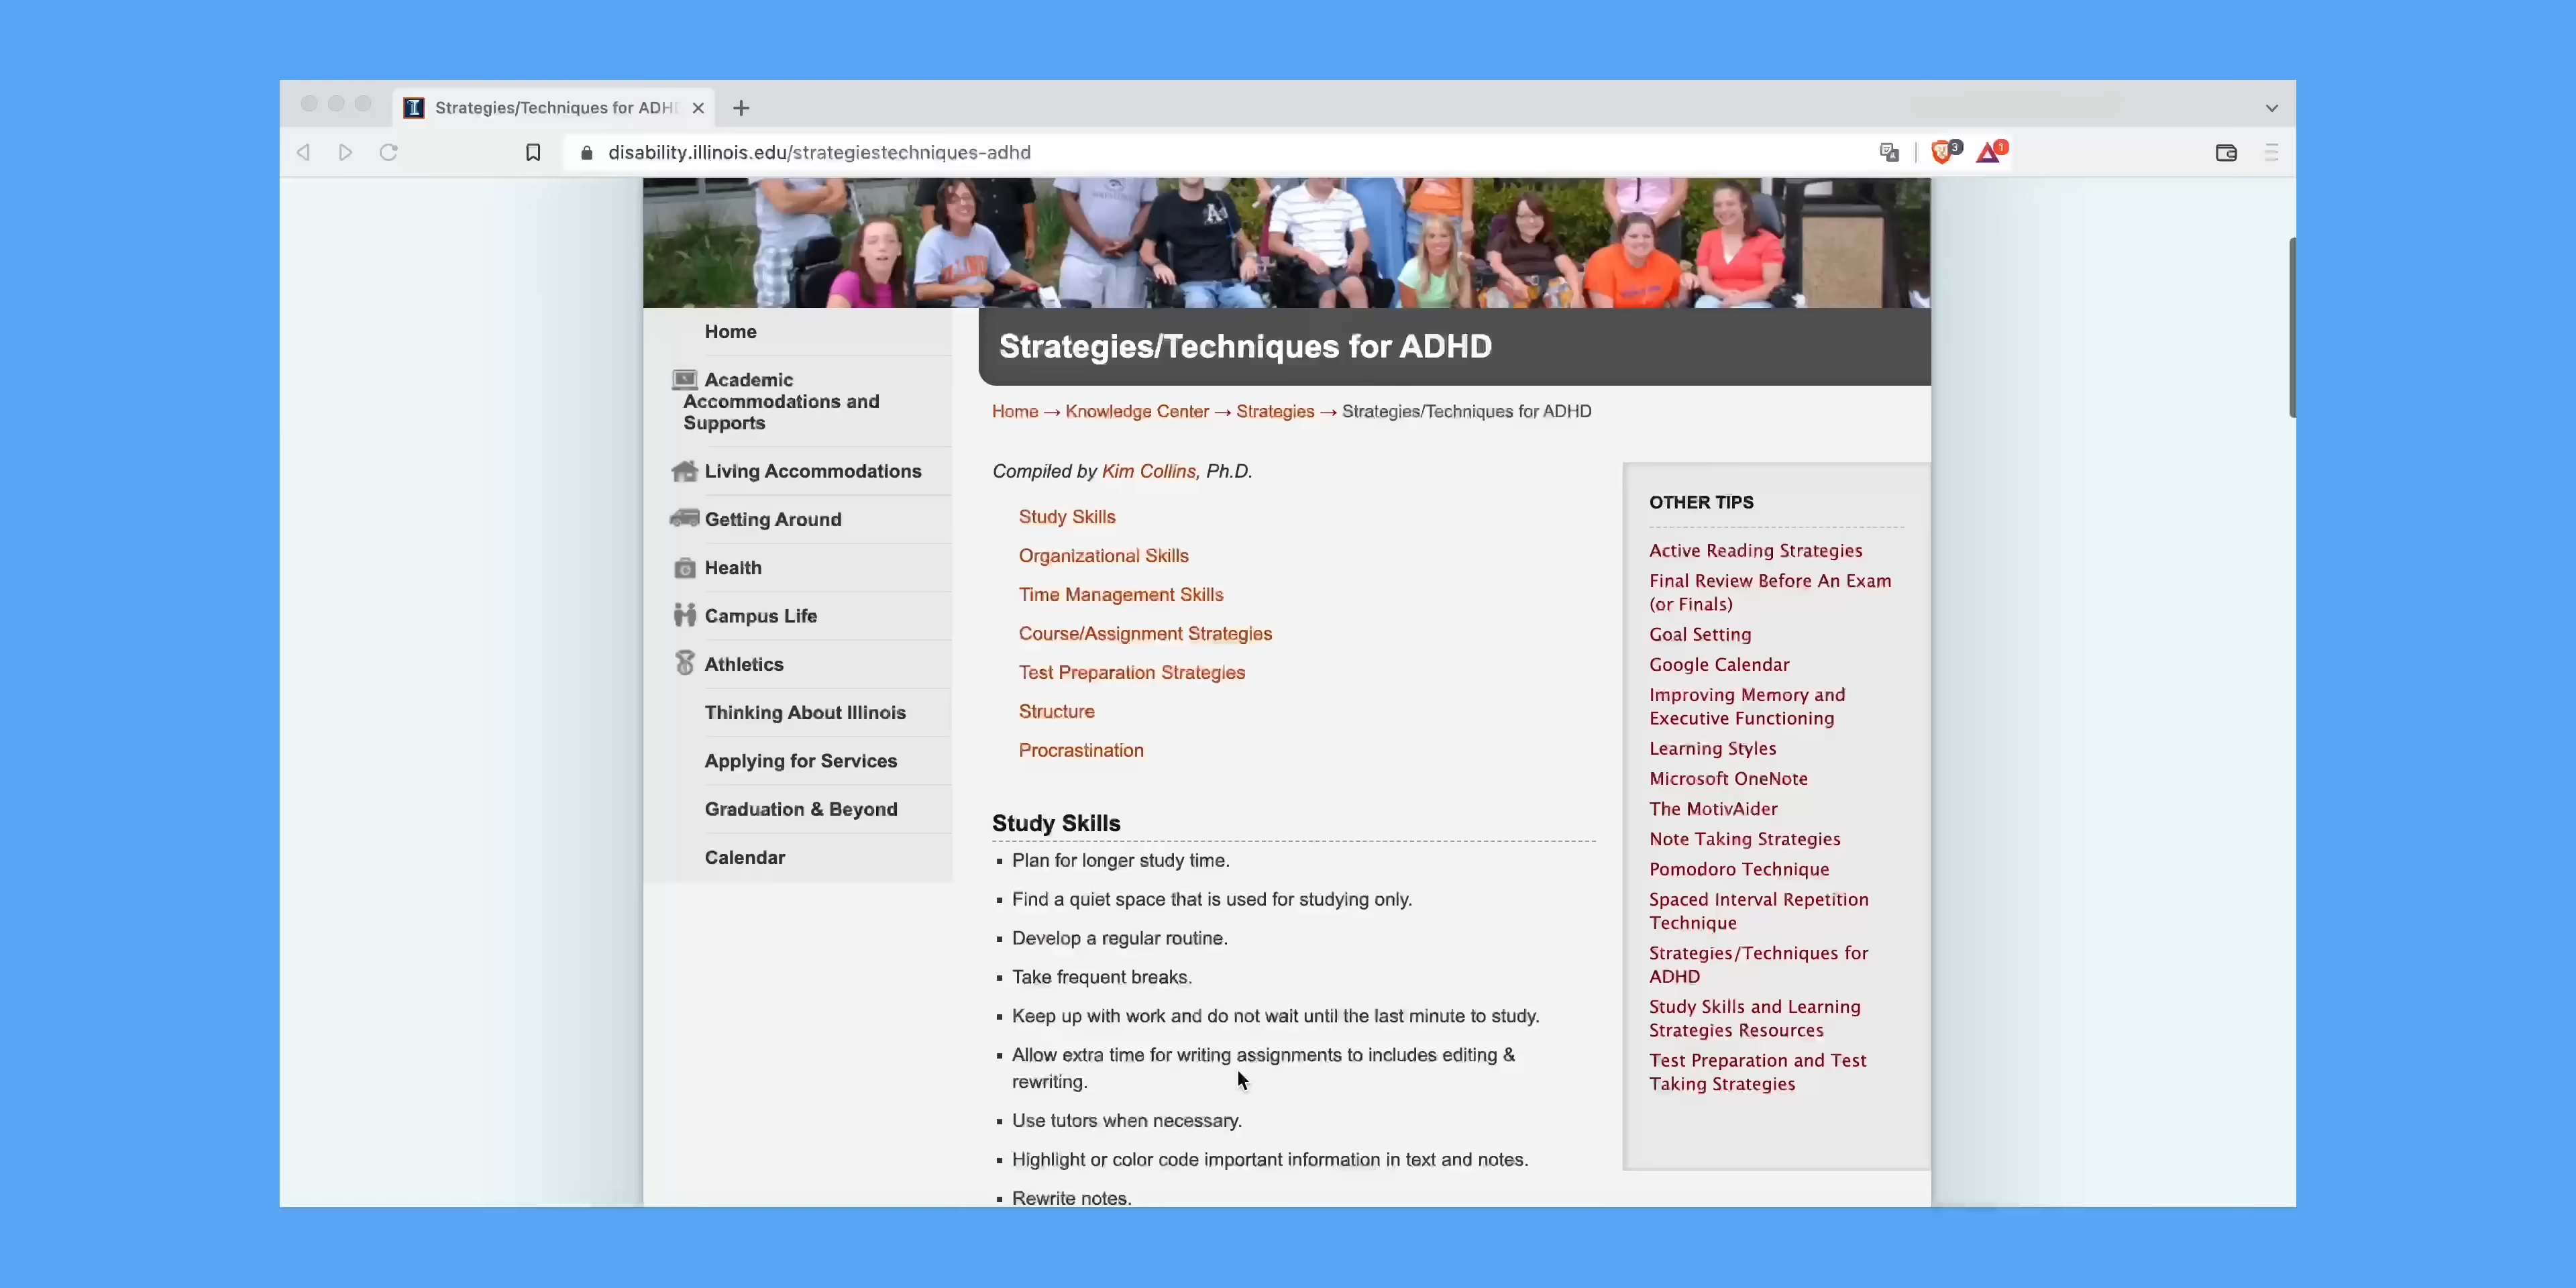 Strategies/Techniques for ADH
disability.illinois.edu/strategiestechniques-adhd
3
1
Home
Academic
Accommodations and
Supports
Living Accommodations
Getting Around
Health
Campus Life
Athletics
Thinking About Illinois
Applying for Services
Graduation & Beyond
Calendar
Strategies/Techniques for ADHD
Home → Knowledge Center → Strategies → Strategies/Techniques for ADHD
Compiled by Kim Collins, Ph.D.
Study Skills
Organizational Skills
Time Management Skills
Course/Assignment Strategies
Test Preparation Strategies
Structure
Procrastination
Study Skills
▪ Plan for longer study time.
▪ Find a quiet space that is used for studying only.
▪ Develop a regular routine.
▪ Take frequent breaks.
▪ Keep up with work and do not wait until the last minute to study.
▪ Allow extra time for writing assignments to includes editing &
rewriting.
▪ Use tutors when necessary.
▪ Highlight or color code important information in text and notes.
▪ Rewrite notes.
OTHER TIPS
Active Reading Strategies
Final Review Before An Exam
(or Finals)
Goal Setting
Google Calendar
Improving Memory and
Executive Functioning
Learning Styles
Microsoft OneNote
The MotivAider
Note Taking Strategies
Pomodoro Technique
Spaced Interval Repetition
Technique
Strategies/Techniques for
ADHD
Study Skills and Learning
Strategies Resources
Test Preparation and Test
Taking Strategies